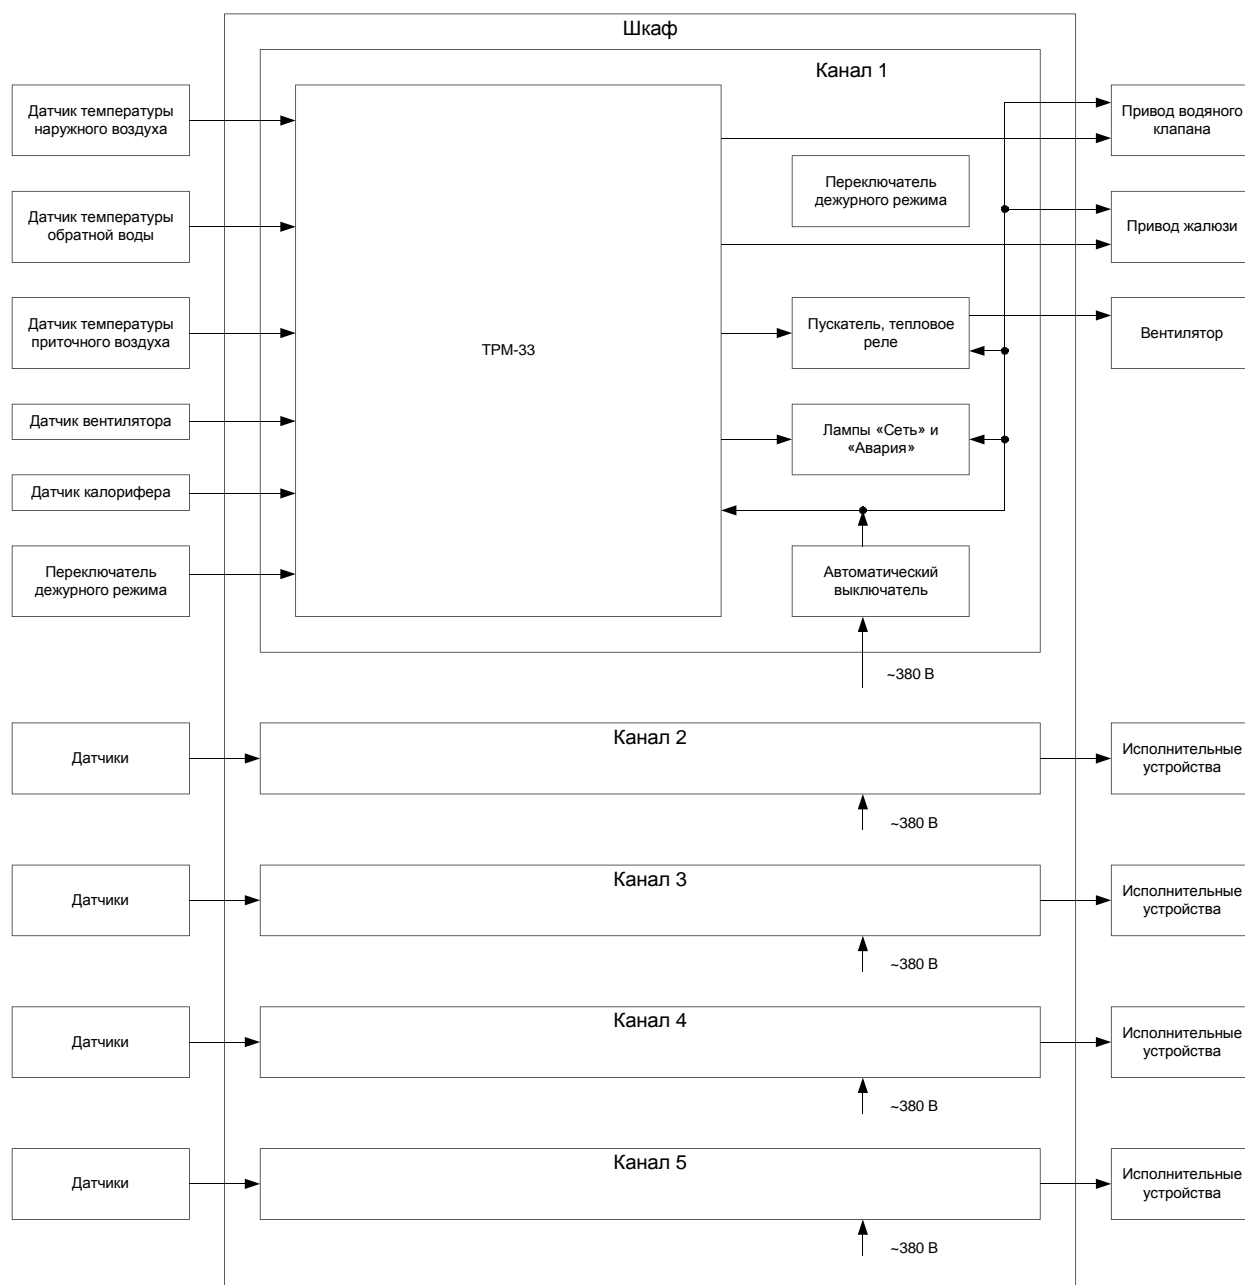 Шкаф
Канал 1
Датчик температуры
наружного воздуха
Привод водяного
клапана
Переключатель
дежурного режима
Датчик температуры
обратной воды
Привод жалюзи
Датчик температуры
приточного воздуха
ТРМ-33
Пускатель, тепловое
реле
Вентилятор
Датчик вентилятора
Лампы «Сеть» и
«Авария»
Датчик калорифера
Переключатель
дежурного режима
Автоматический
выключатель
~380 В
Датчики
Канал 2
Исполнительные
устройства
~380 В
Датчики
Канал 3
Исполнительные
устройства
~380 В
Датчики
Канал 4
Исполнительные
устройства
~380 В
Датчики
Канал 5
Исполнительные
устройства
~380 В